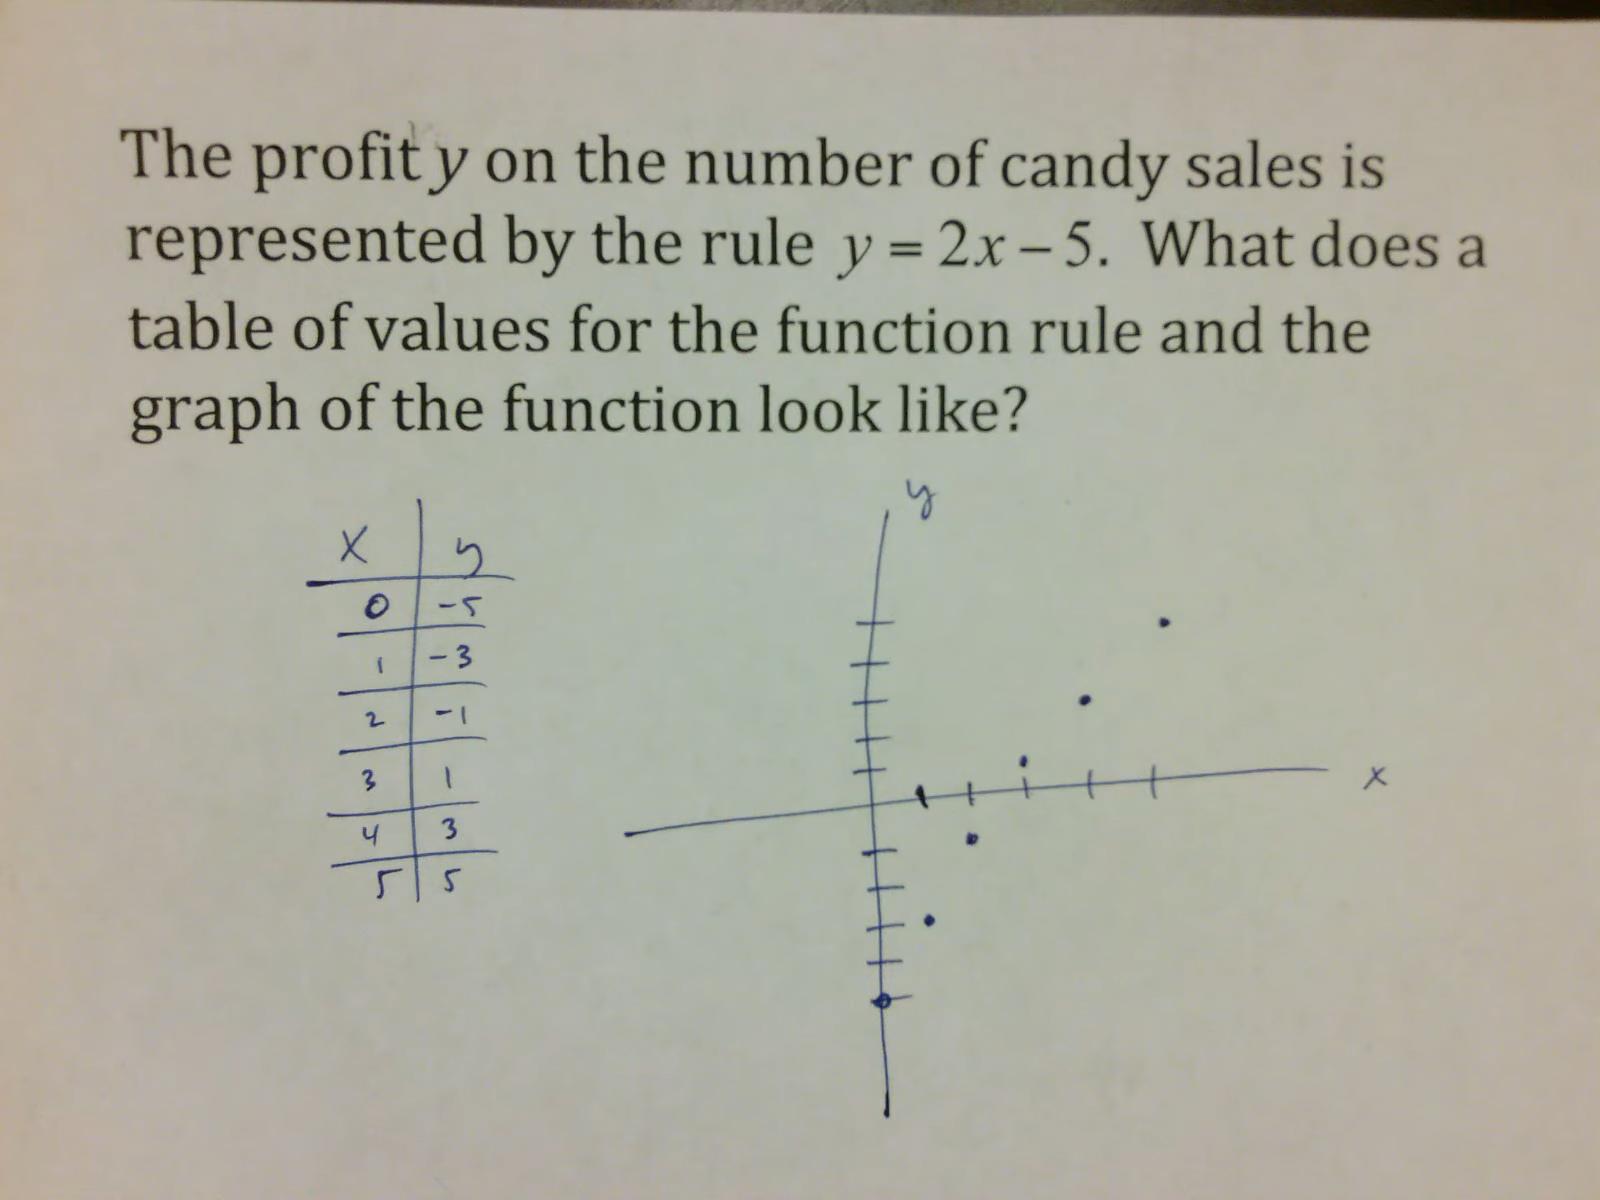 The profit y on the number of candy sales is
represented by the rule y = 2x – 5. What does a
table of values for the function rule and the
graph of the function look like?
x y
0 -5
1 -3
2 -1
3 1
4 3
5 5
y
x